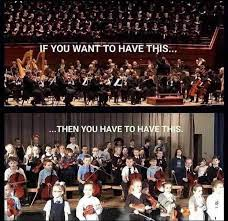 IF YOU WANT TO HAVE THIS...
...THEN YOU HAVE TO HAVE THIS.